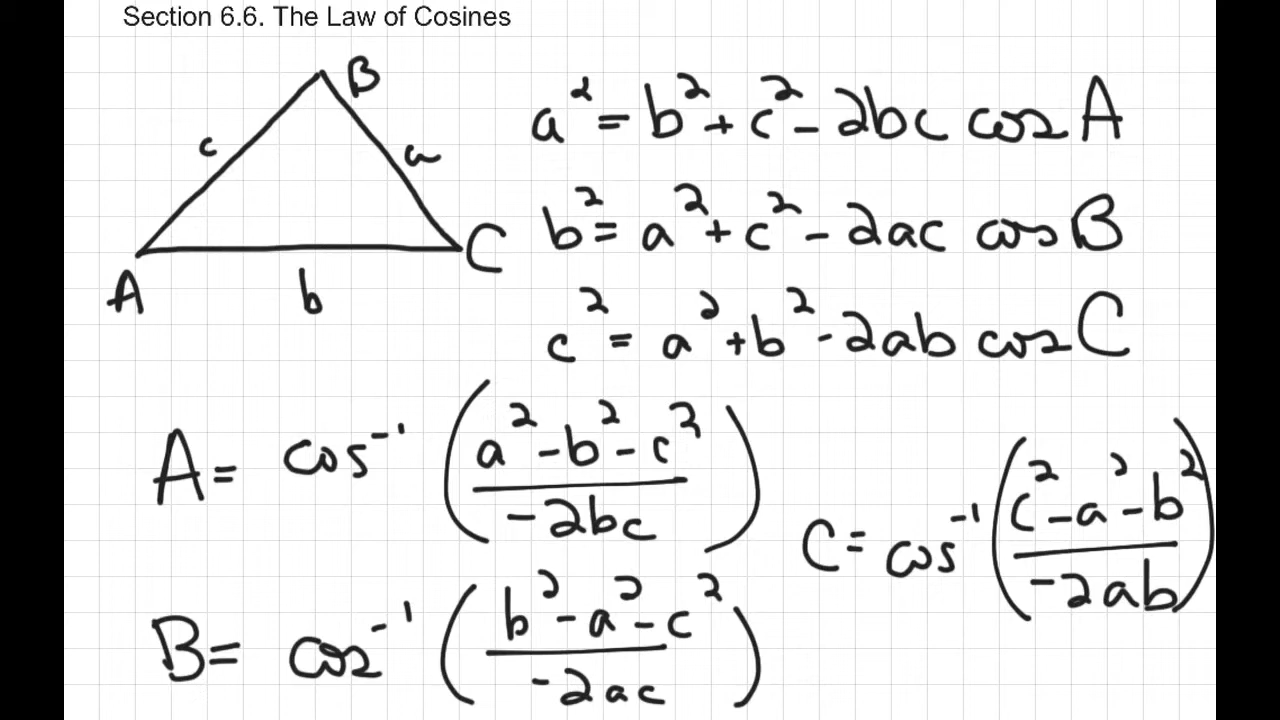 Section 6.6. The Law of Cosines
B
c
a
A
b
C
a² = b² + c² - 2bc cos A
b² = a² + c² - 2ac cos B
c² = a² + b² - 2ab cos C
A = cos⁻¹ ( (a² - b² - c²) / (-2bc) )
C = cos⁻¹ ( (c² - a² - b²) / (-2ab) )
B = cos⁻¹ ( (b² - a² - c²) / (-2ac) )